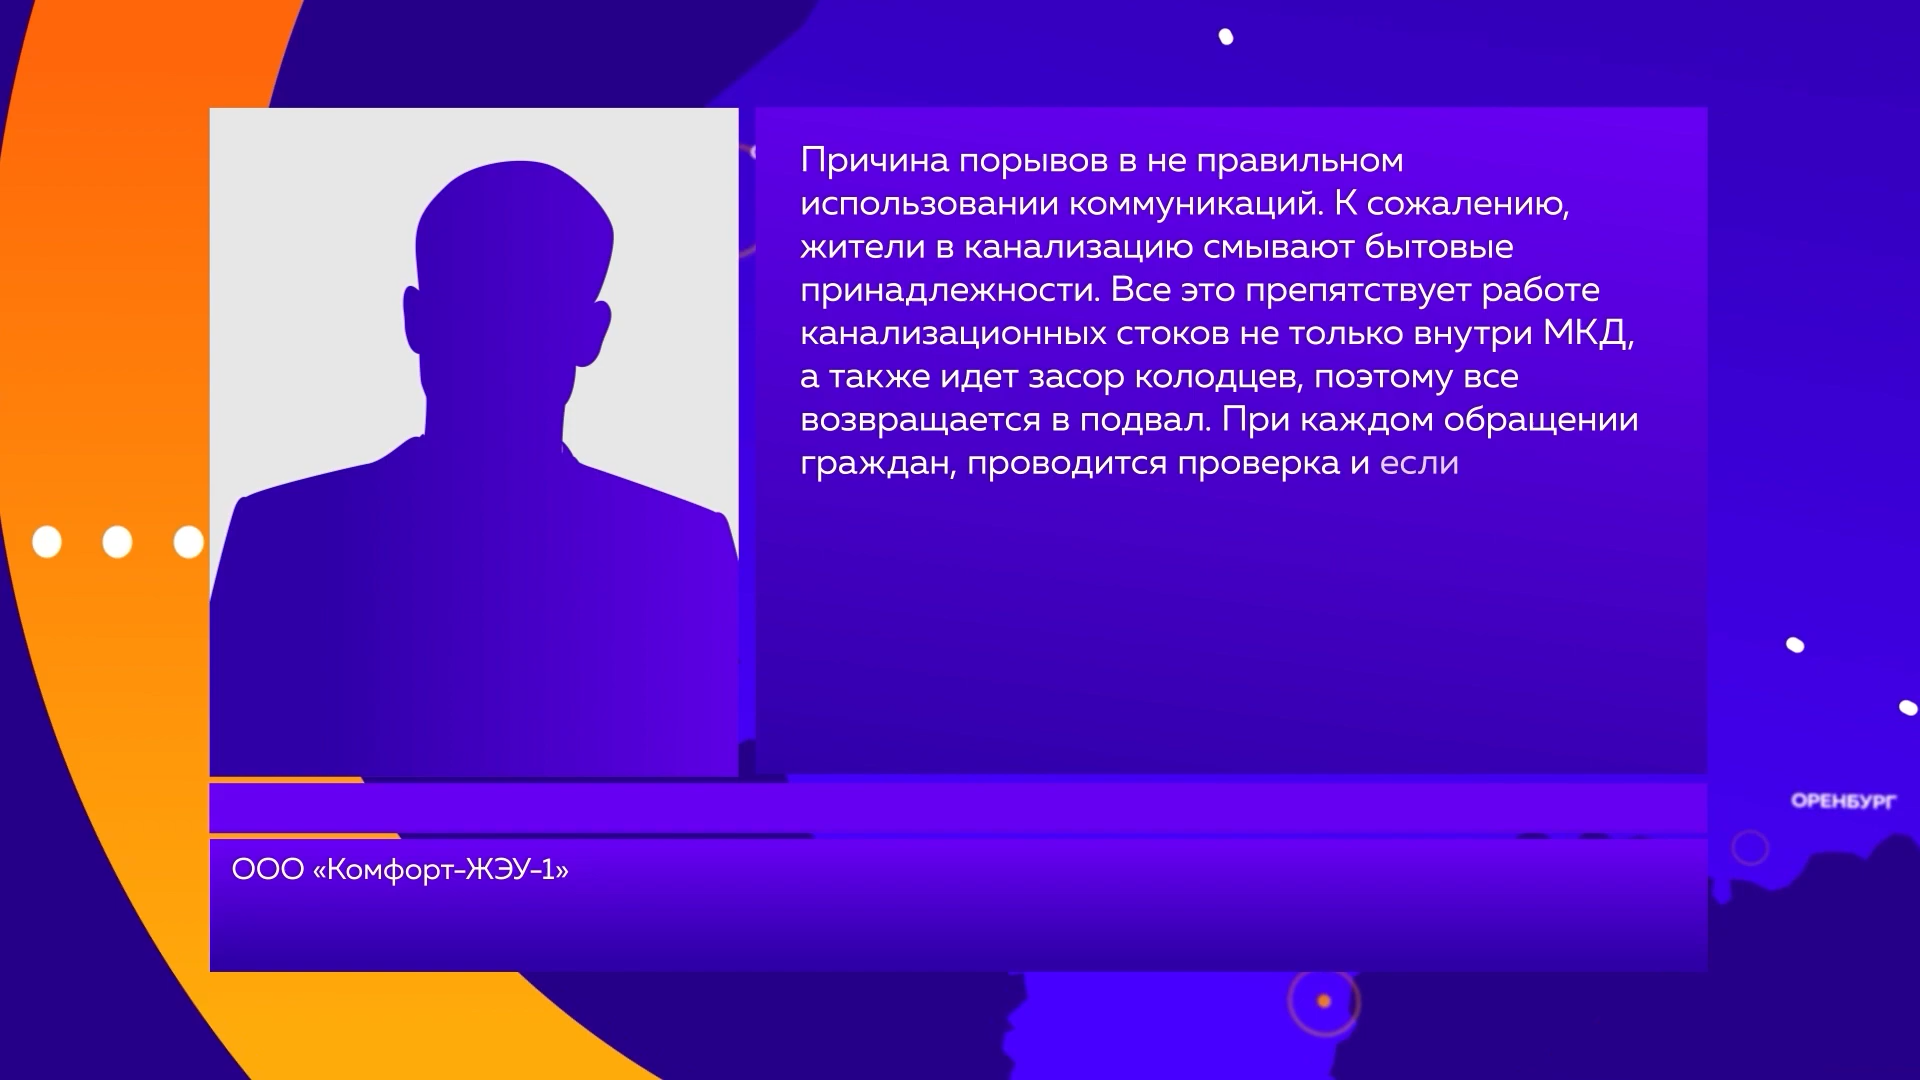 Причина порывов в не правильном
использовании коммуникаций. К сожалению,
жители в канализацию смывают бытовые
принадлежности. Все это препятствует работе
канализационных стоков не только внутри МКД,
а также идет засор колодцев, поэтому все
возвращается в подвал. При каждом обращении
граждан, проводится проверка и если
ОРЕНБУРГ
ООО «Комфорт-ЖЭУ-1»